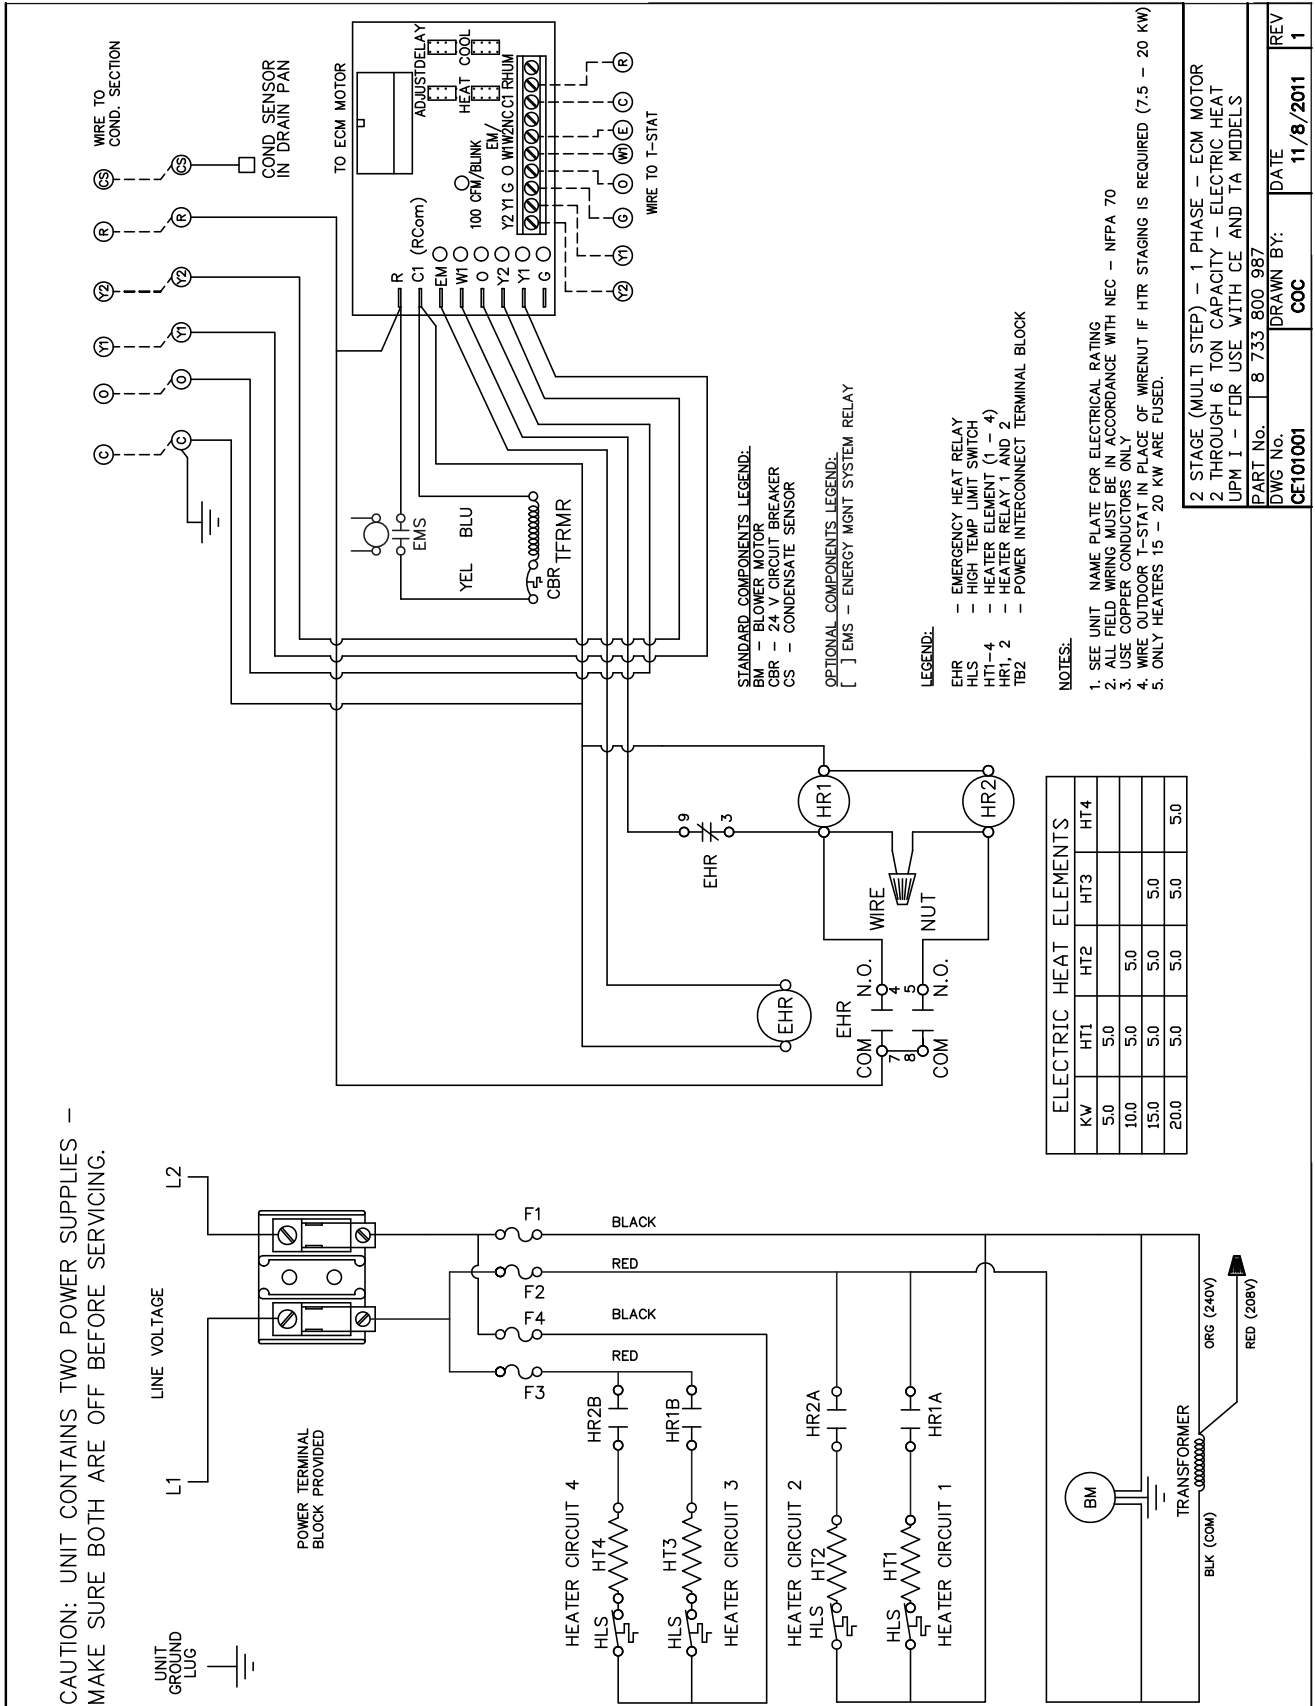 CAUTION: UNIT CONTAINS TWO POWER SUPPLIES –
MAKE SURE BOTH ARE OFF BEFORE SERVICING.
UNIT
GROUND
LUG
LINE VOLTAGE
L1
L2
POWER TERMINAL
BLOCK PROVIDED
F1
BLACK
RED
F2
F4
BLACK
RED
F3
HEATER CIRCUIT 4
HLS
HT4
HR2B
HLS
HT3
HR1B
HEATER CIRCUIT 3
HEATER CIRCUIT 2
HLS
HT2
HR2A
HLS
HT1
HR1A
HEATER CIRCUIT 1
BM
TRANSFORMER
BLK (COM)
ORG (240V)
RED (208V)
C
O
Y1
Y2
R
CS
WIRE TO
COND. SECTION
C
O
Y1
Y2
R
CS
COND SENSOR
IN DRAIN PAN
TO ECM MOTOR
ADJUST
DELAY
HEAT
COOL
100 CFM/BLINK
EM/
Y2 Y1 G O W1 W2 NC C1 R HUM
R
C1 (RCom)
EM
W1
O
Y2
Y1
G
Y2
Y1
G
O
W1
E
C
R
WIRE TO T–STAT
EMS
YEL
BLU
CBR
TFRMR
EHR
9
3
HR1
HR2
WIRE
NUT
EHR
EHR
COM
N.O.
7
4
8
5
COM
N.O.
STANDARD COMPONENTS LEGEND:
BM – BLOWER MOTOR
CBR – 24 V CIRCUIT BREAKER
CS – CONDENSATE SENSOR
OPTIONAL COMPONENTS LEGEND:
[ ] EMS – ENERGY MGNT SYSTEM RELAY
LEGEND:
EHR – EMERGENCY HEAT RELAY
HLS – HIGH TEMP LIMIT SWITCH
HT1–4 – HEATER ELEMENT (1 – 4)
HR1, 2 – HEATER RELAY 1 AND 2
TB2 – POWER INTERCONNECT TERMINAL BLOCK
NOTES:
1. SEE UNIT NAME PLATE FOR ELECTRICAL RATING
2. ALL FIELD WIRING MUST BE IN ACCORDANCE WITH NEC – NFPA 70
3. USE COPPER CONDUCTORS ONLY
4. WIRE OUTDOOR T–STAT IN PLACE OF WIRENUT IF HTR STAGING IS REQUIRED (7.5 – 20 KW)
5. ONLY HEATERS 15 – 20 KW ARE FUSED.
ELECTRIC HEAT ELEMENTS
KW HT1 HT2 HT3 HT4
5.0 5.0
10.0 5.0 5.0
15.0 5.0 5.0 5.0
20.0 5.0 5.0 5.0 5.0
2 STAGE (MULTI STEP) – 1 PHASE – ECM MOTOR
2 THROUGH 6 TON CAPACITY – ELECTRIC HEAT
UPM I – FOR USE WITH CE AND TA MODELS
PART No. 8 733 800 987
DWG No. DRAWN BY: DATE REV
CE101001 COC 11/8/2011 1